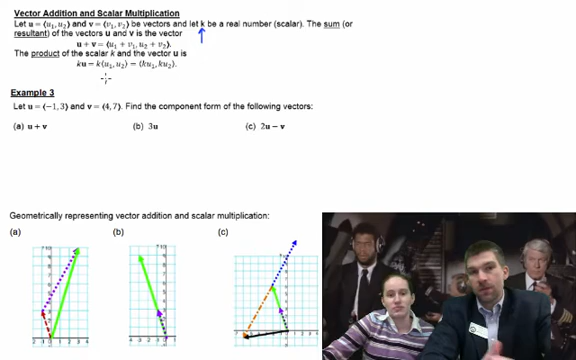 Vector Addition and Scalar Multiplication
Let u = ⟨u₁, u₂⟩ and v = ⟨v₁, v₂⟩ be vectors and let k be a real number (scalar). The sum (or
resultant) of the vectors u and v is the vector
u + v = ⟨u₁ + v₁, u₂ + v₂⟩.
The product of the scalar k and the vector u is
ku = k⟨u₁, u₂⟩ = ⟨ku₁, ku₂⟩.
Example 3
Let u = ⟨−1, 3⟩ and v = ⟨4, 7⟩. Find the component form of the following vectors:
(a) u + v (b) 3u (c) 2u − v
Geometrically representing vector addition and scalar multiplication:
(a) (b) (c)